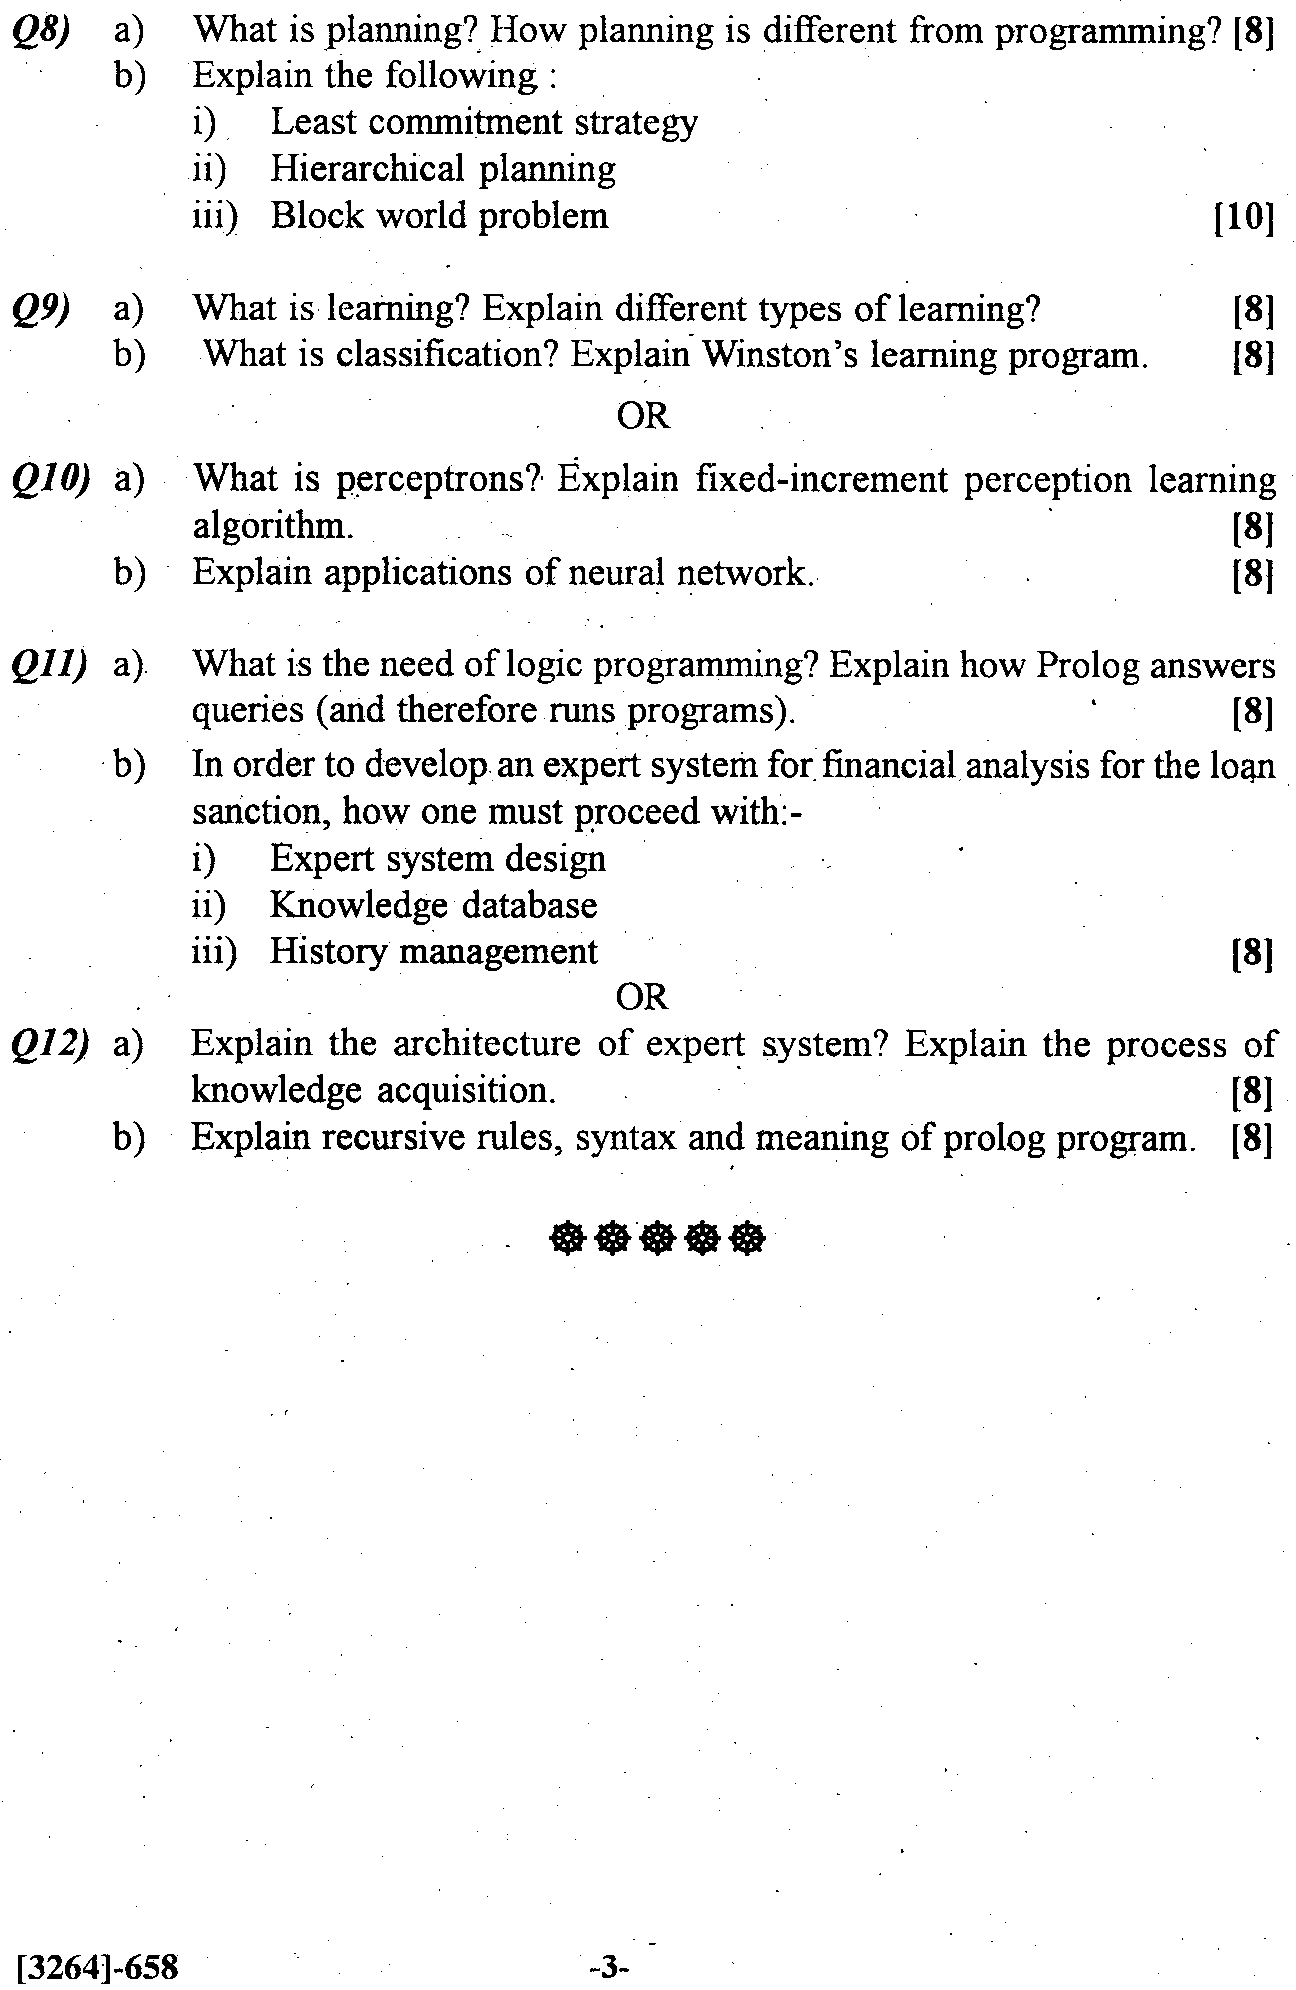 Q8) a) What is planning? How planning is different from programming? [8]
b) Explain the following :
i) Least commitment strategy
ii) Hierarchical planning
iii) Block world problem [10]
Q9) a) What is learning? Explain different types of learning? [8]
b) What is classification? Explain Winston's learning program. [8]
OR
Q10) a) What is perceptrons? Explain fixed-increment perception learning
algorithm. [8]
b) Explain applications of neural network. [8]
Q11) a) What is the need of logic programming? Explain how Prolog answers
queries (and therefore runs programs). [8]
b) In order to develop an expert system for financial analysis for the loan
sanction, how one must proceed with:-
i) Expert system design
ii) Knowledge database
iii) History management [8]
OR
Q12) a) Explain the architecture of expert system? Explain the process of
knowledge acquisition. [8]
b) Explain recursive rules, syntax and meaning of prolog program. [8]
[3264]-658 -3-